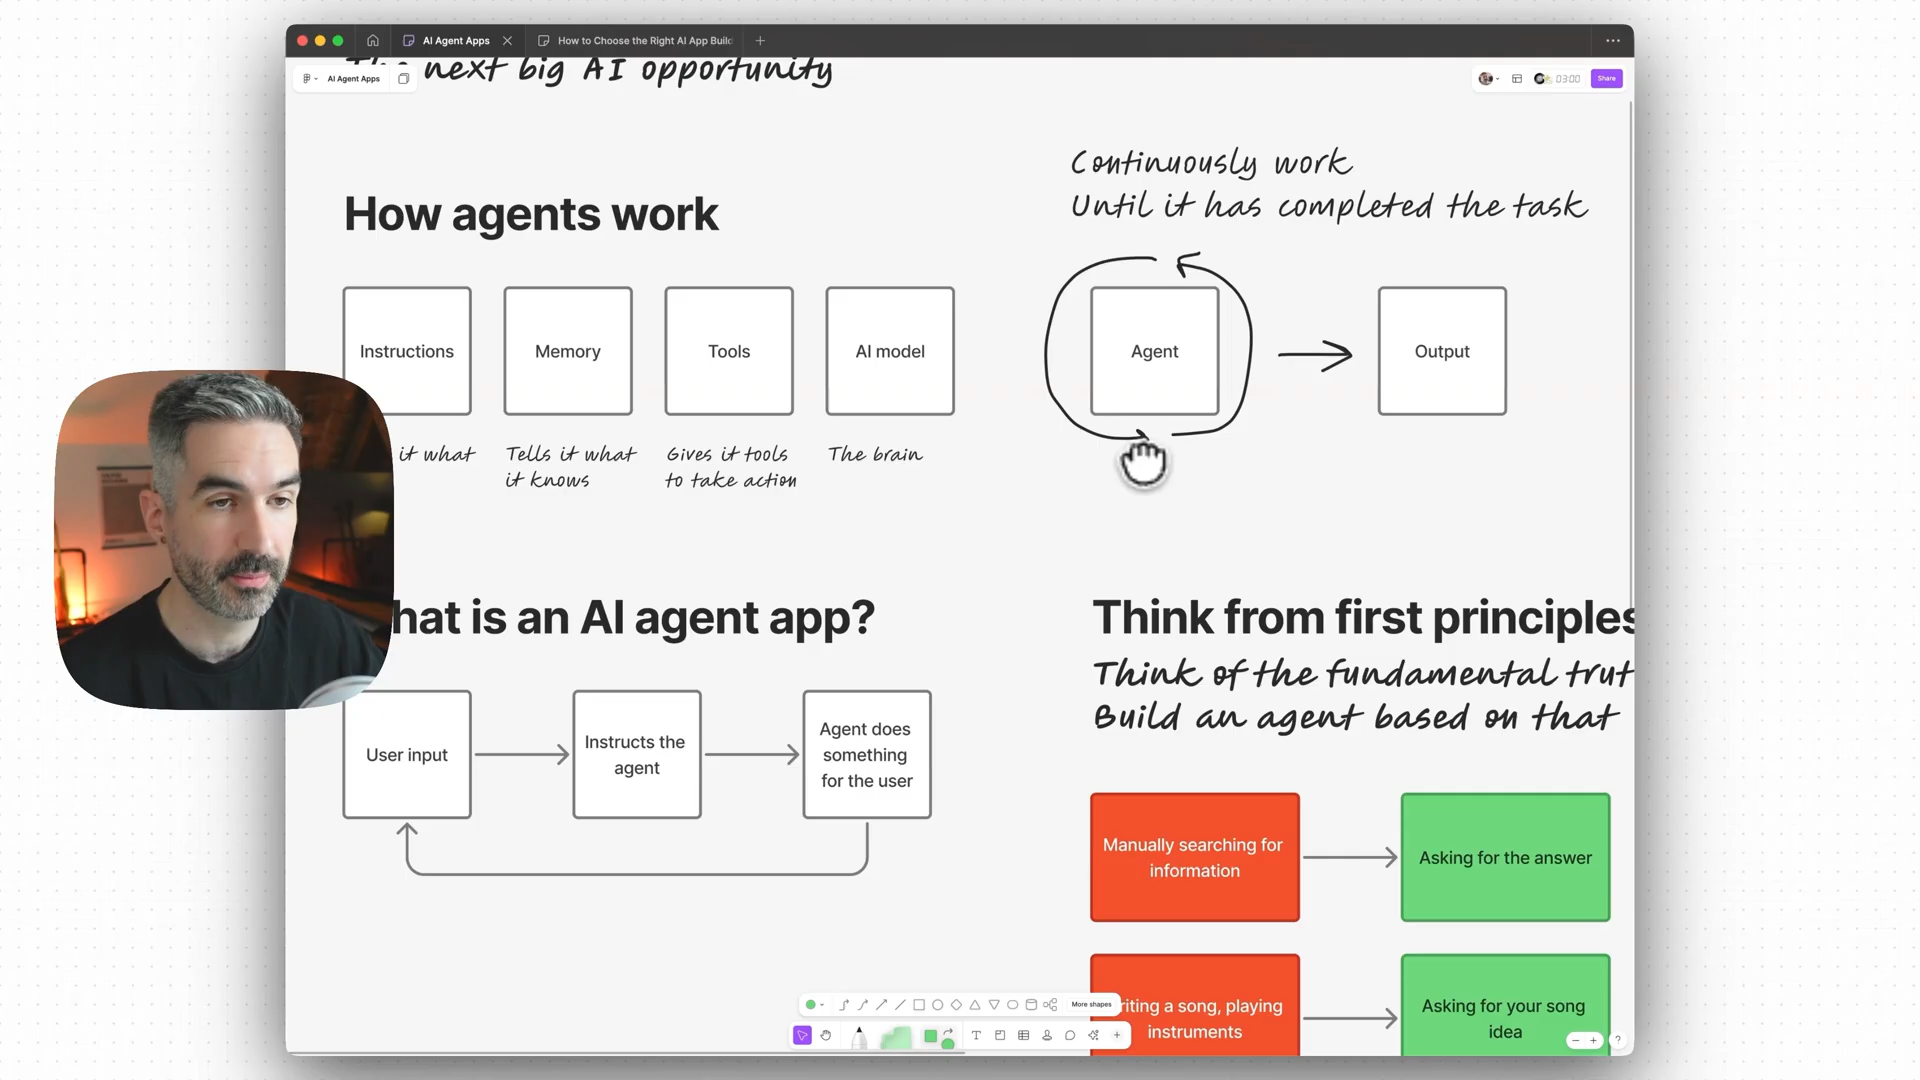 AI Agent Apps
How to Choose the Right AI App Build
The next big AI opportunity
AI Agent Apps
03:00
Share
Continuously work
Until it has completed the task
How agents work
Instructions
Memory
Tools
AI model
Agent
Output
it what
Tells it what
it knows
Gives it tools
to take action
The brain
hat is an AI agent app?
User input
Instructs the
agent
Agent does
something
for the user
Think from first principles
Think of the fundamental trut
Build an agent based on that
Manually searching for
information
Asking for the answer
riting a song, playing
instruments
Asking for your song
idea
More shapes